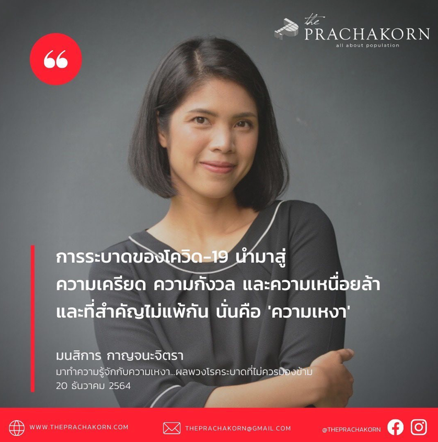 the
PRACHAKORN
all about population
“
การระบาดของโควิด-19 นำมาสู่
ความเครียด ความกังวล และความเหนื่อยล้า
และที่สำคัญไม่แพ้กัน นั่นคือ 'ความเหงา'
มนสิการ กาญจนะจิตรา
มาทำความรู้จักกับความเหงา ผลพวงโรคระบาดที่ไม่ควรมองข้าม
20 ธันวาคม 2564
WWW.THEPRACHAKORN.COM
THEPRACHAKORN@GMAIL.COM
@THEPRACHAKORN